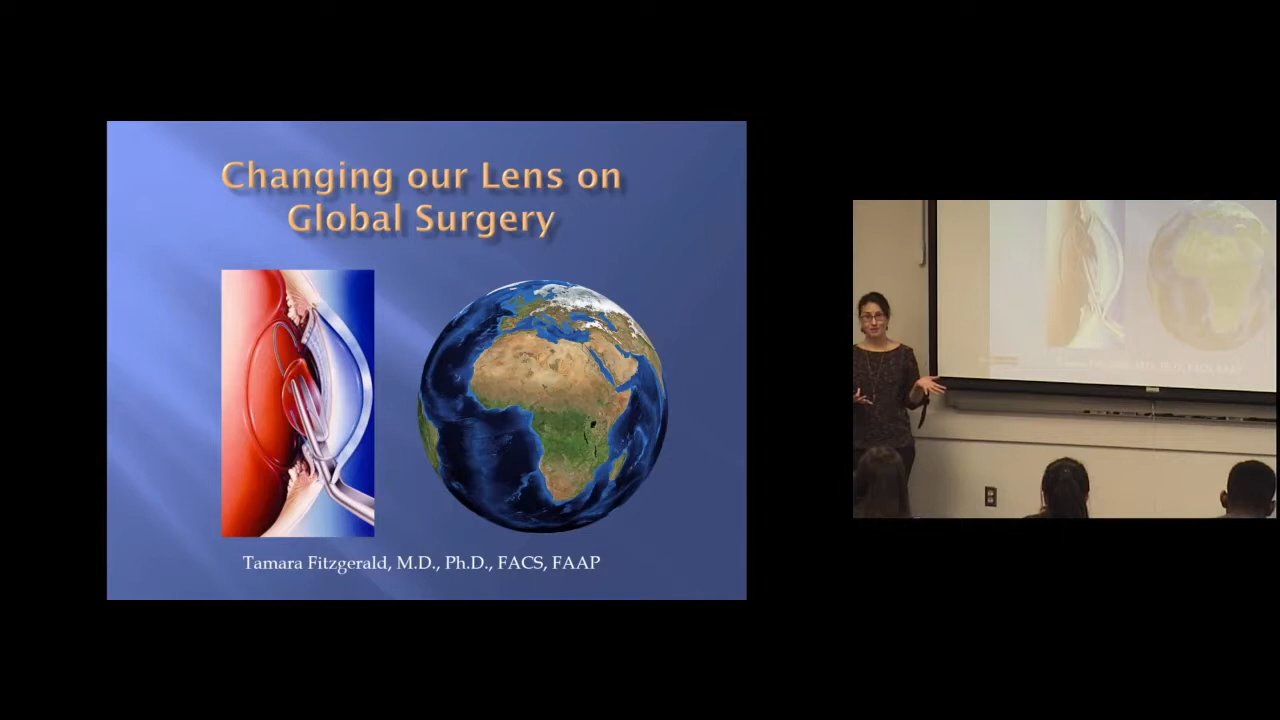 Changing our Lens on
Global Surgery
Tamara Fitzgerald, M.D., Ph.D., FACS, FAAP